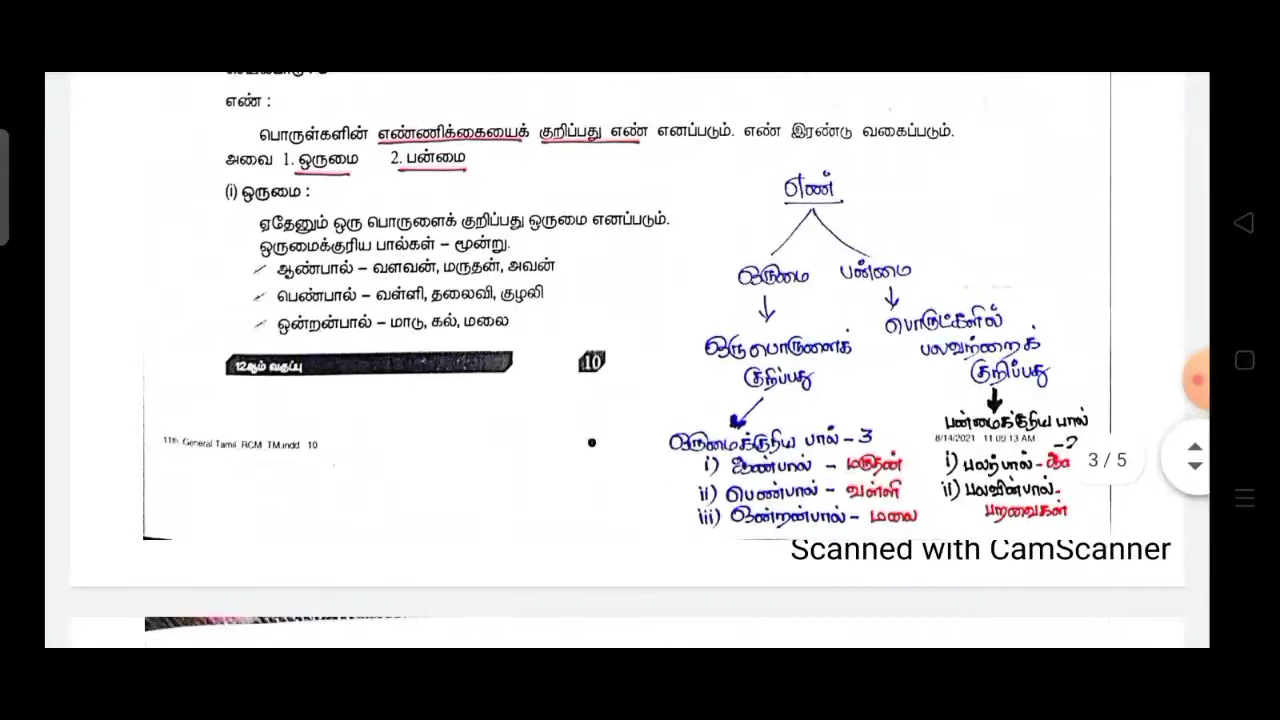 எண் :
பொருள்களின் எண்ணிக்கையைக் குறிப்பது எண் எனப்படும். எண் இரண்டு வகைப்படும்.
அவை 1. ஒருமை 2. பன்மை
(i) ஒருமை :
ஏதேனும் ஒரு பொருளைக் குறிப்பது ஒருமை எனப்படும்.
ஒருமைக்குரிய பால்கள் – மூன்று.
ஆண்பால் – வளவன், மருதன், அவன்
பெண்பால் – வள்ளி, தலைவி, குழலி
ஒன்றன்பால் – மாடு, கல், மலை
12ஆம் வகுப்பு
10
11th General Tamil RCM TM.indd 10
எண்
ஒருமை
பன்மை
ஒரு பொருளைக்
குறிப்பது
பொருட்களில்
பலவற்றைக்
குறிப்பது
ஒருமைக்குரிய பால் – 3
i) ஆண்பால் – மருதன்
ii) பெண்பால் – வள்ளி
iii) ஒன்றன்பால் – மலை
பன்மைக்குரிய பால்
8/14/2021 11:09:13 AM
-2
i) பலர்பால் -
ii) பலவின்பால் -
பறவைகள்
3 / 5
Scanned with CamScanner